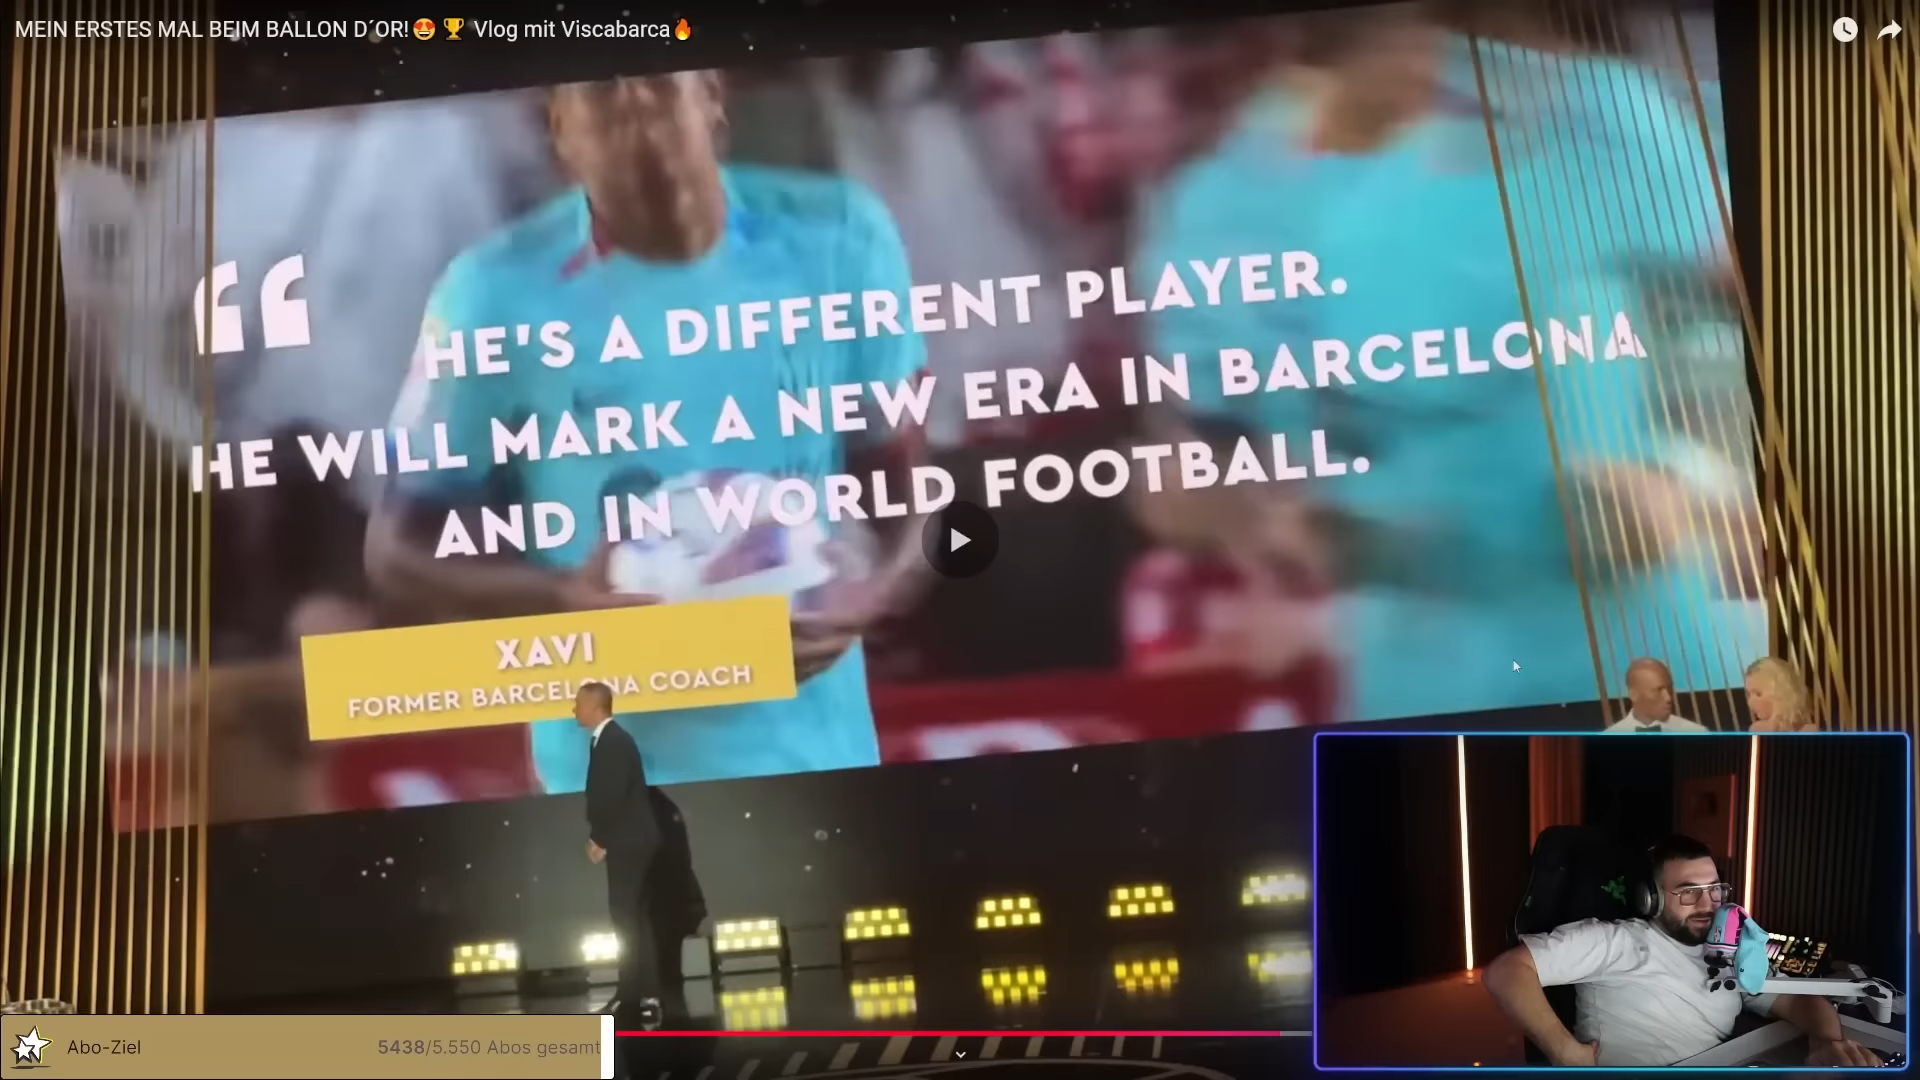 MEIN ERSTES MAL BEIM BALLON D´OR!😍🏆 Vlog mit Viscabarca🔥
“
HE'S A DIFFERENT PLAYER.
HE WILL MARK A NEW ERA IN BARCELONA
AND IN WORLD FOOTBALL.
XAVI
FORMER BARCELONA COACH
Abo-Ziel
5438/5.550 Abos gesamt